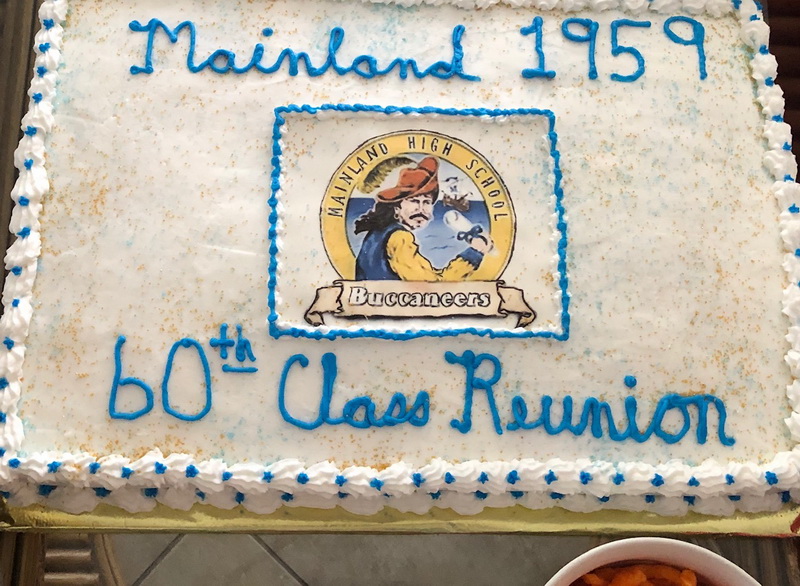 Mainland 1959
MAINLAND HIGH SCHOOL
Buccaneers
60th Class Reunion